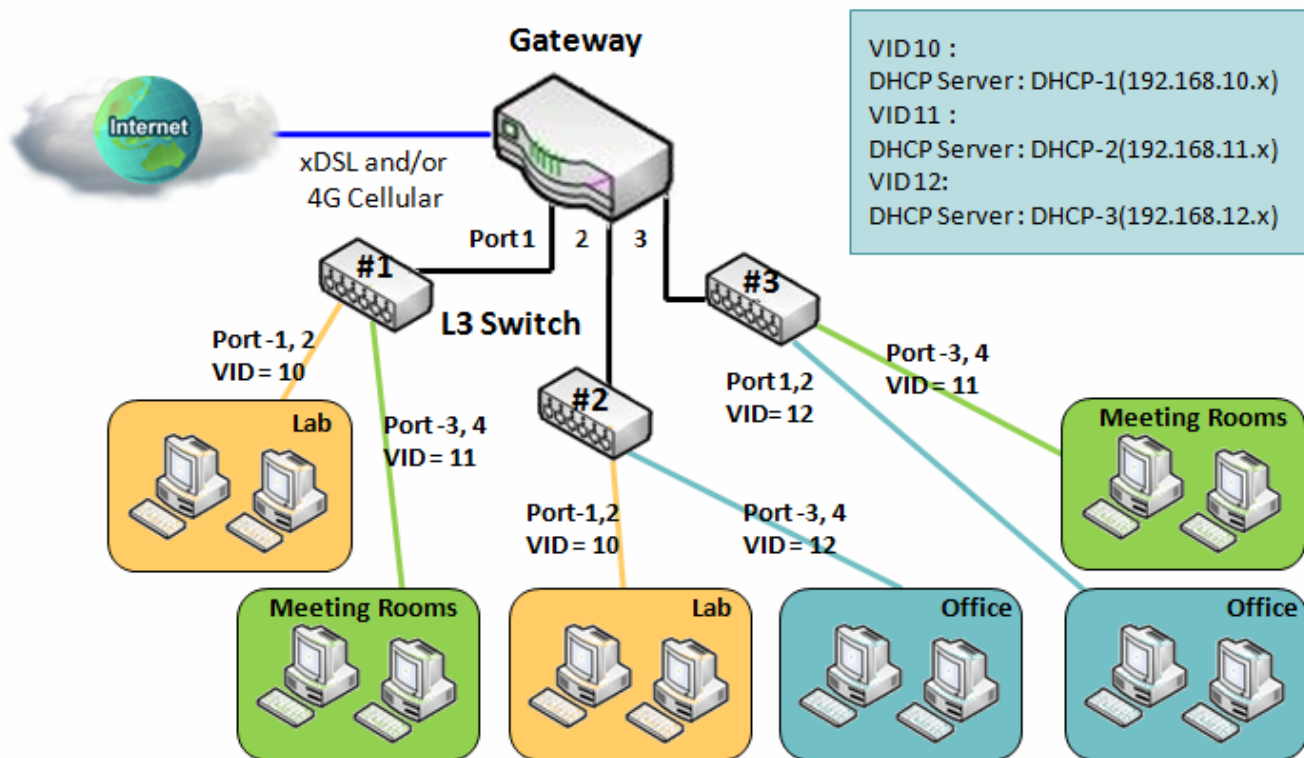 Gateway
VID10 :
DHCP Server : DHCP-1(192.168.10.x)
VID11 :
DHCP Server : DHCP-2(192.168.11.x)
VID12:
DHCP Server : DHCP-3(192.168.12.x)
Internet
xDSL and/or
4G Cellular
Port 1 2 3
#1
#3
L3 Switch
Port -1, 2
VID = 10
Port -3, 4
VID = 11
Port 1,2
VID= 12
#2
Lab
Port -3, 4
VID = 11
Meeting Rooms
Port-1,2
VID = 10
Port -3, 4
VID = 12
Meeting Rooms
Lab
Office
Office